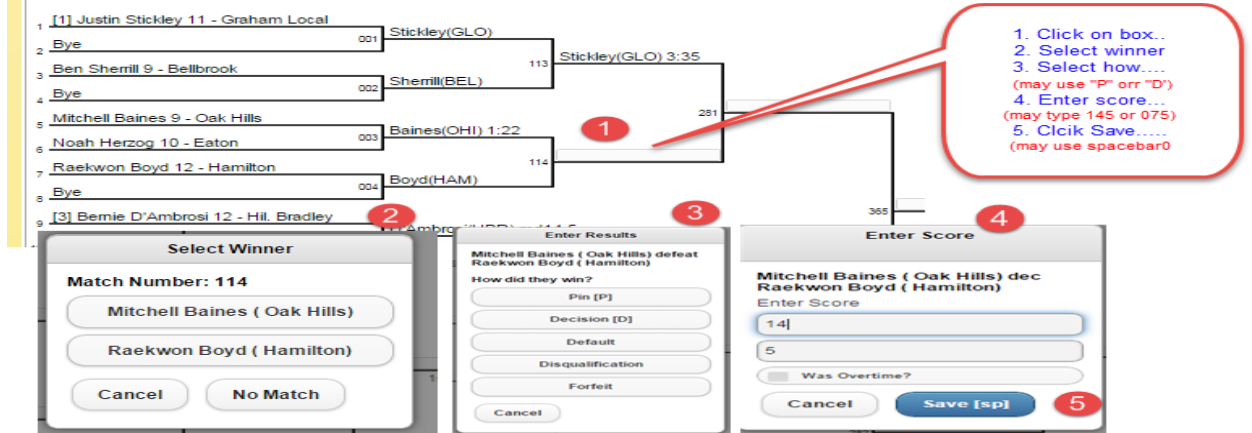 1 [1] Justin Stickley 11 - Graham Local
2 Bye
001 Stickley(GLO)
3 Ben Sherrill 9 - Bellbrook
4 Bye
002 Sherrill(BEL)
113 Stickley(GLO) 3:35
5 Mitchell Baines 9 - Oak Hills
6 Noah Herzog 10 - Eaton
003 Baines(OHI) 1:22
7 Raekwon Boyd 12 - Hamilton
8 Bye
004 Boyd(HAM)
114
281
365
9 [3] Bernie D'Ambrosi 12 - Hil. Bradley
1
1. Click on box..
2. Select winner
3. Select how....
(may use "P" orr "D')
4. Enter score...
(may type 145 or 075)
5. Clcik Save.....
(may use spacebar0
2
Select Winner
Match Number: 114
Mitchell Baines ( Oak Hills)
Raekwon Boyd ( Hamilton)
Cancel
No Match
3
Enter Results
Mitchell Baines ( Oak Hills) defeat
Raekwon Boyd ( Hamilton)
How did they win?
Pin [P]
Decision [D]
Default
Disqualification
Forfeit
Cancel
4
Enter Score
Mitchell Baines ( Oak Hills) dec
Raekwon Boyd ( Hamilton)
Enter Score
14
5
Was Overtime?
Cancel
Save [sp]
5